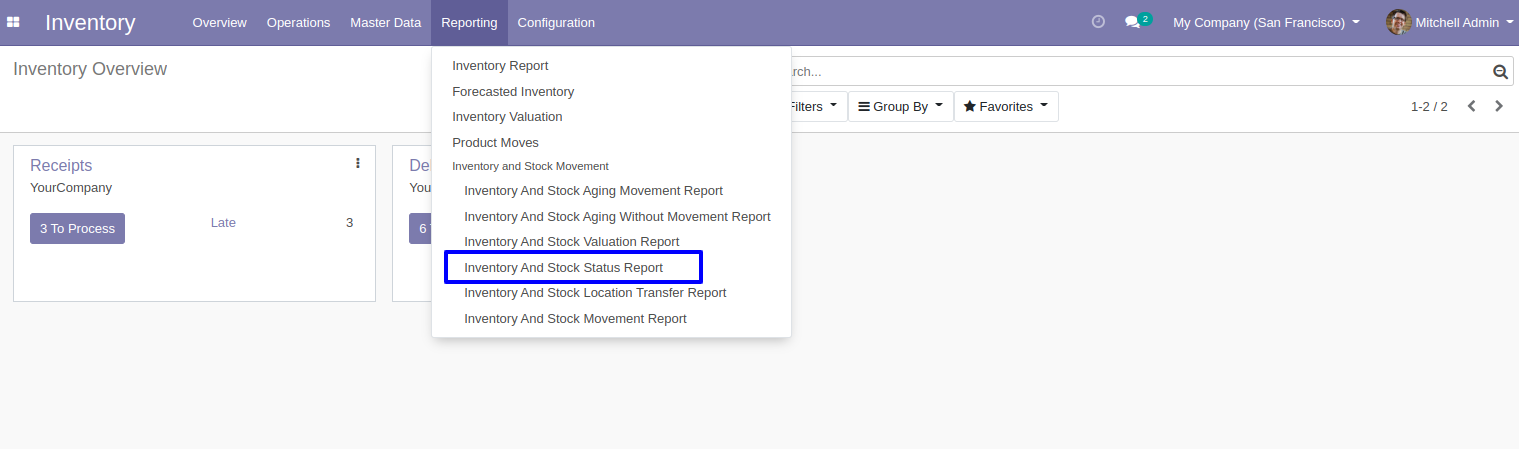 Inventory Overview Operations Master Data Reporting Configuration 2 My Company (San Francisco) Mitchell Admin
Inventory Overview
Filters Group By Favorites 1-2 / 2
Inventory Report
Forecasted Inventory
Inventory Valuation
Product Moves
Inventory and Stock Movement
Inventory And Stock Aging Movement Report
Inventory And Stock Aging Without Movement Report
Inventory And Stock Valuation Report
Inventory And Stock Status Report
Inventory And Stock Location Transfer Report
Inventory And Stock Movement Report
Receipts
YourCompany
3 To Process Late 3